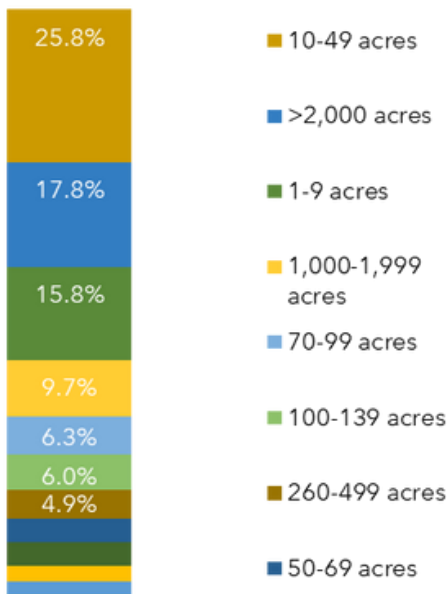 25.8%
17.8%
15.8%
9.7%
6.3%
6.0%
4.9%
10-49 acres
>2,000 acres
1-9 acres
1,000-1,999
acres
70-99 acres
100-139 acres
260-499 acres
50-69 acres